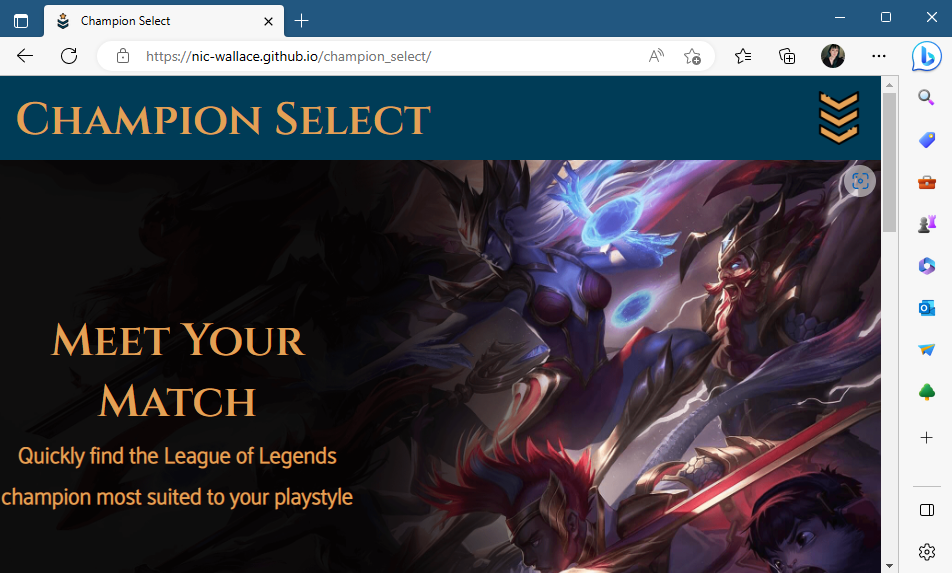 Champion Select
https://nic-wallace.github.io/champion_select/
Champion Select
Meet Your
Match
Quickly find the League of Legends
champion most suited to your playstyle